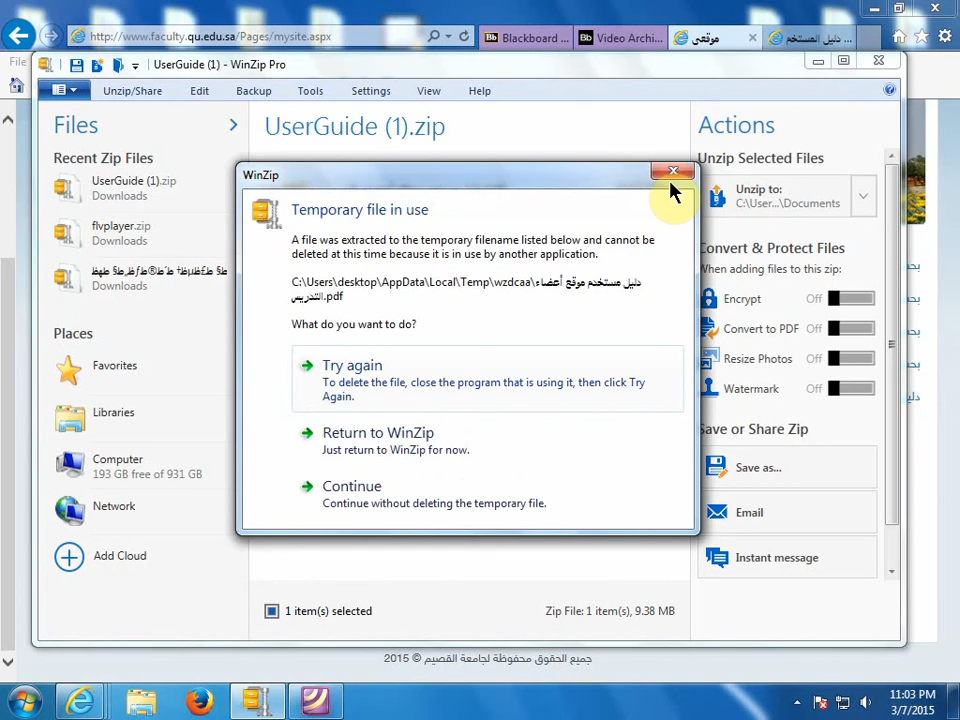 http://www.faculty.qu.edu.sa/Pages/mysite.aspx
Blackboard ...
Video Archi...
موقعي
دليل المستخم ...
File
UserGuide (1) - WinZip Pro
Unzip/Share
Edit
Backup
Tools
Settings
View
Help
Files
UserGuide (1).zip
Actions
Recent Zip Files
UserGuide (1).zip
Downloads
flvplayer.zip
Downloads
Downloads
Places
Favorites
Libraries
Computer
193 GB free of 931 GB
Network
Add Cloud
WinZip
Temporary file in use
A file was extracted to the temporary filename listed below and cannot be
deleted at this time because it is in use by another application.
C:\Users\desktop\AppData\Local\Temp\wzdcaa\دليل مستخدم موقع أعضاء
التدريس.pdf
What do you want to do?
Try again
To delete the file, close the program that is using it, then click Try
Again.
Return to WinZip
Just return to WinZip for now.
Continue
Continue without deleting the temporary file.
Unzip Selected Files
Unzip to:
C:\User...\Documents
Convert & Protect Files
When adding files to this zip:
Encrypt
Off
Convert to PDF
Off
Resize Photos
Off
Watermark
Off
Save or Share Zip
Save as...
Email
Instant message
1 item(s) selected
Zip File: 1 item(s), 9.38 MB
جميع الحقوق محفوظة لجامعة القصيم © 2015
11:03 PM
3/7/2015